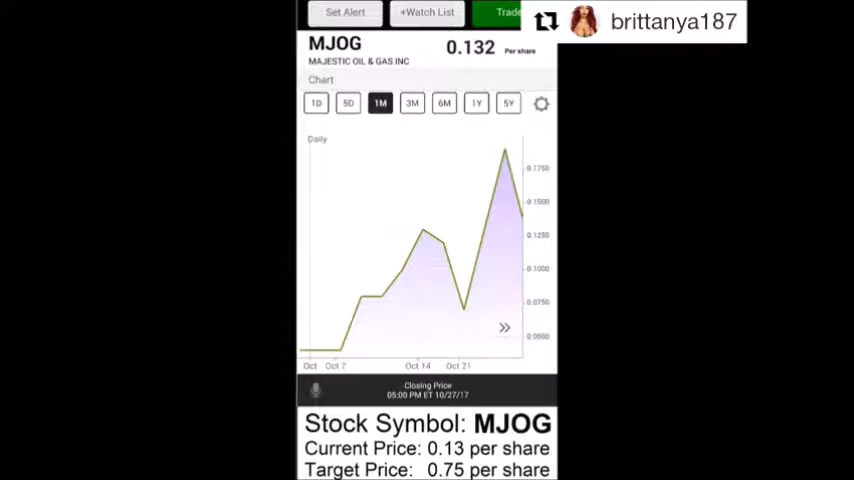 Set Alert +Watch List Trade
brittanya187
MJOG 0.132 Per share
MAJESTIC OIL & GAS INC
Chart
1D 5D 1M 3M 6M 1Y 5Y
Daily
0.1750
0.1500
0.1250
0.1000
0.0750
0.0500
Oct Oct 7 Oct 14 Oct 21
Closing Price
05:00 PM ET 10/27/17
Stock Symbol: MJOG
Current Price: 0.13 per share
Target Price: 0.75 per share